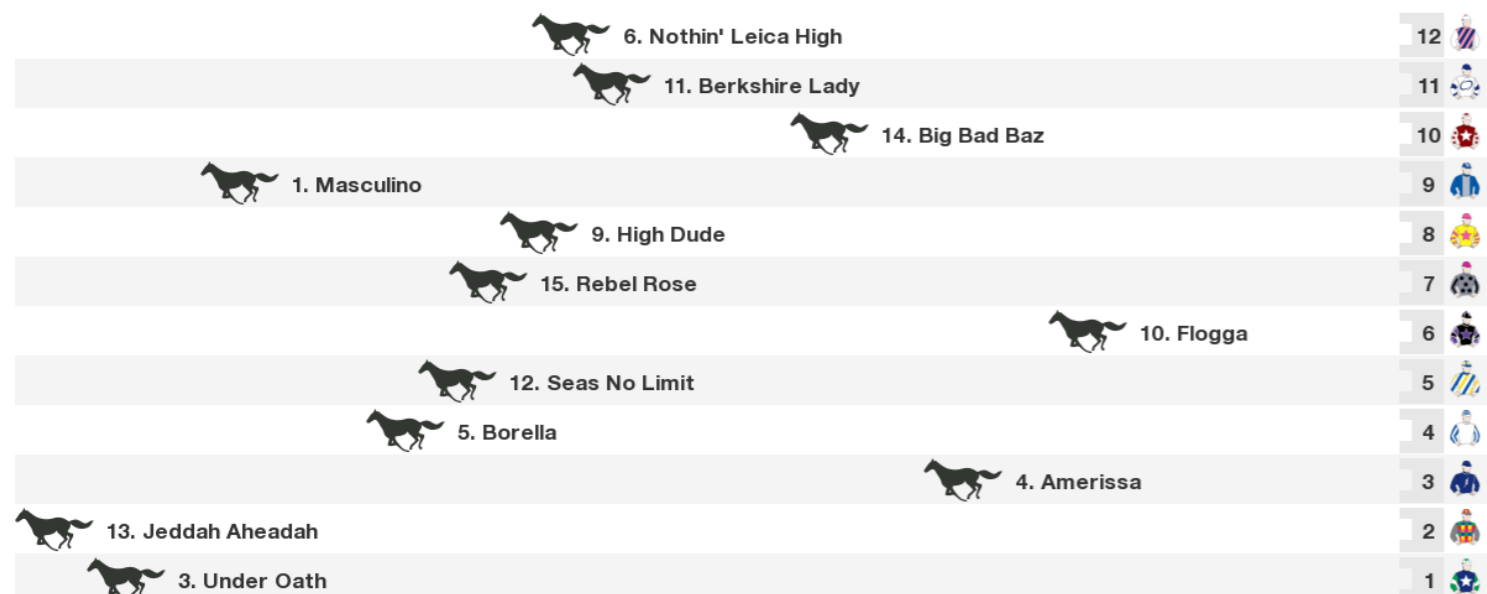 6. Nothin' Leica High 12
11. Berkshire Lady 11
14. Big Bad Baz 10
1. Masculino 9
9. High Dude 8
15. Rebel Rose 7
10. Flogga 6
12. Seas No Limit 5
5. Borella 4
4. Amerissa 3
13. Jeddah Aheadah 2
3. Under Oath 1